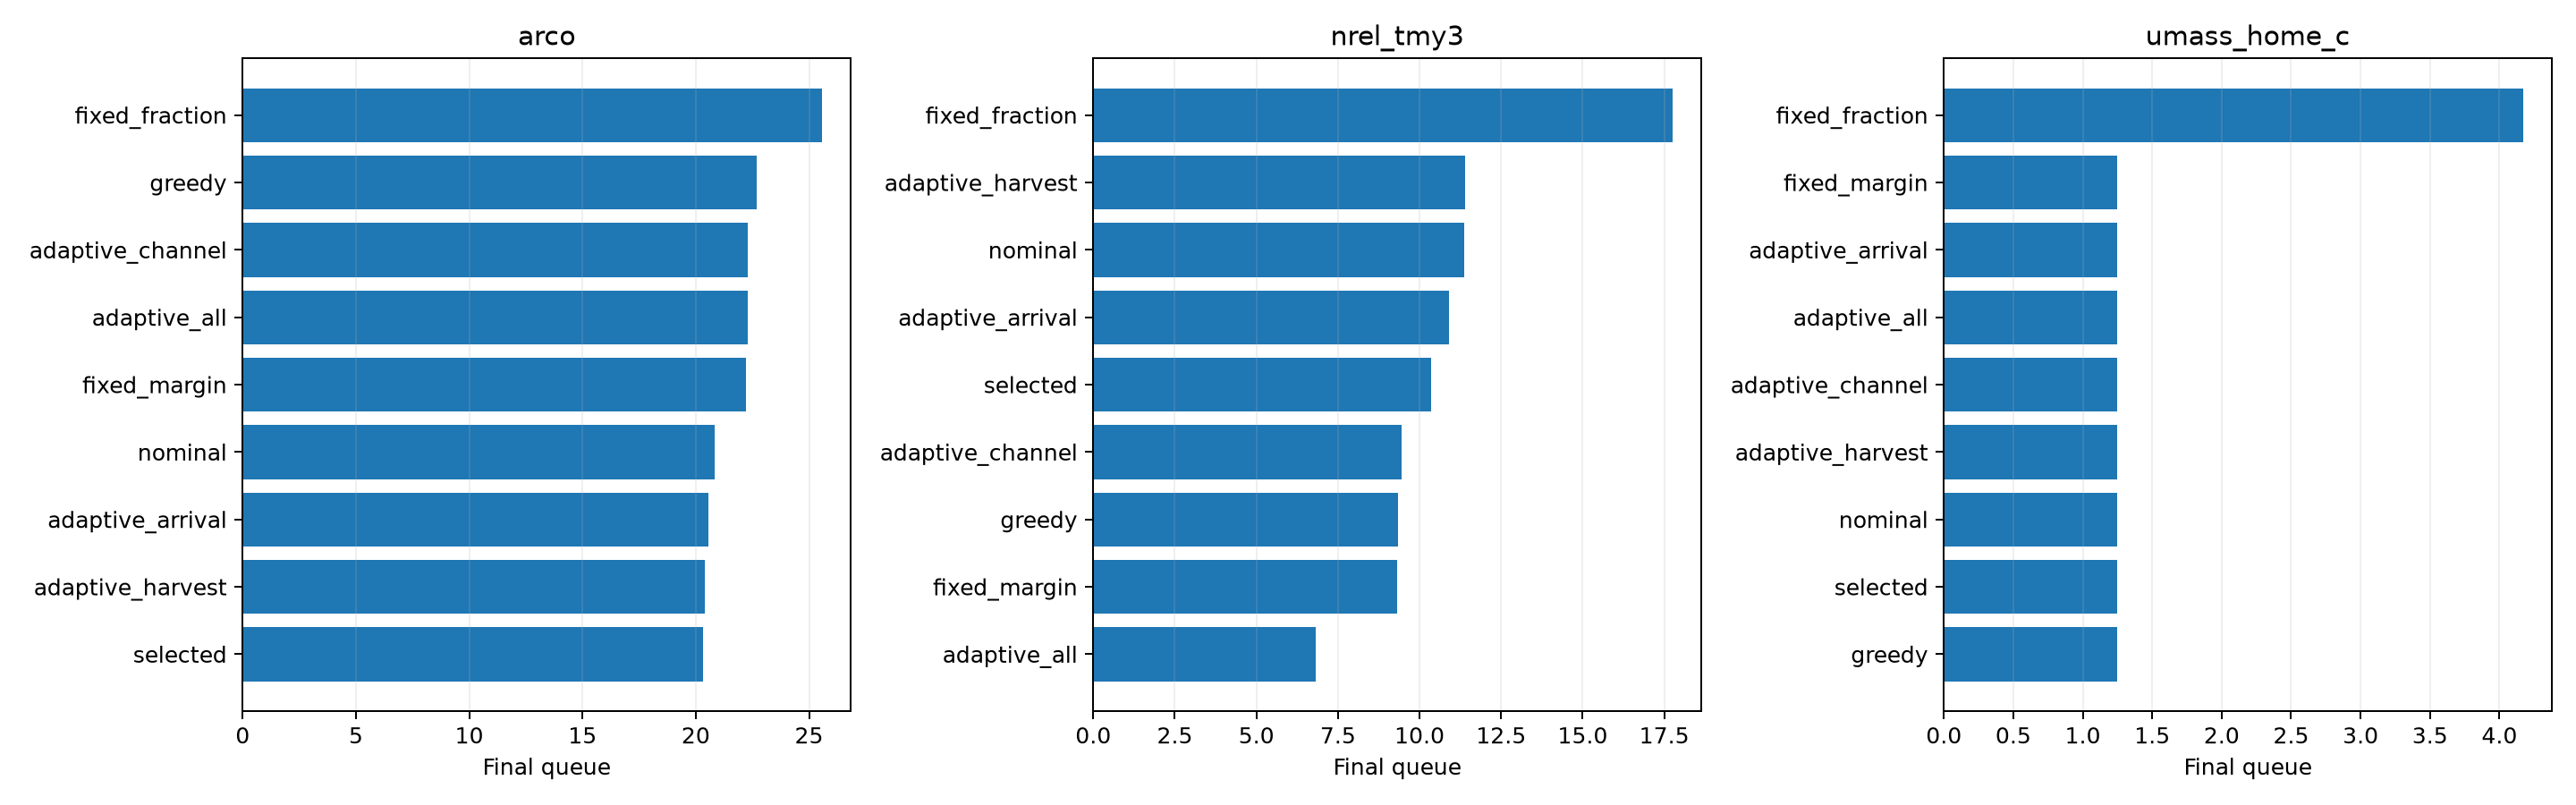 arco
fixed_fraction
greedy
adaptive_channel
adaptive_all
fixed_margin
nominal
adaptive_arrival
adaptive_harvest
selected
0 5 10 15 20 25
Final queue
nrel_tmy3
fixed_fraction
adaptive_harvest
nominal
adaptive_arrival
selected
adaptive_channel
greedy
fixed_margin
adaptive_all
0.0 2.5 5.0 7.5 10.0 12.5 15.0 17.5
Final queue
umass_home_c
fixed_fraction
fixed_margin
adaptive_arrival
adaptive_all
adaptive_channel
adaptive_harvest
nominal
selected
greedy
0.0 0.5 1.0 1.5 2.0 2.5 3.0 3.5 4.0
Final queue